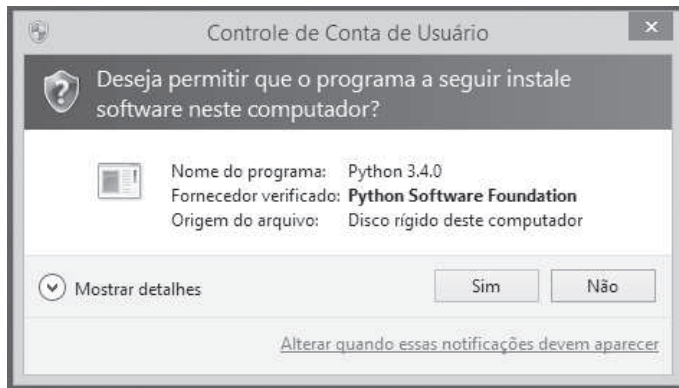 Controle de Conta de Usuário
Deseja permitir que o programa a seguir instale
software neste computador?
Nome do programa: Python 3.4.0
Fornecedor verificado: Python Software Foundation
Origem do arquivo: Disco rígido deste computador
Mostrar detalhes
Sim
Não
Alterar quando essas notificações devem aparecer